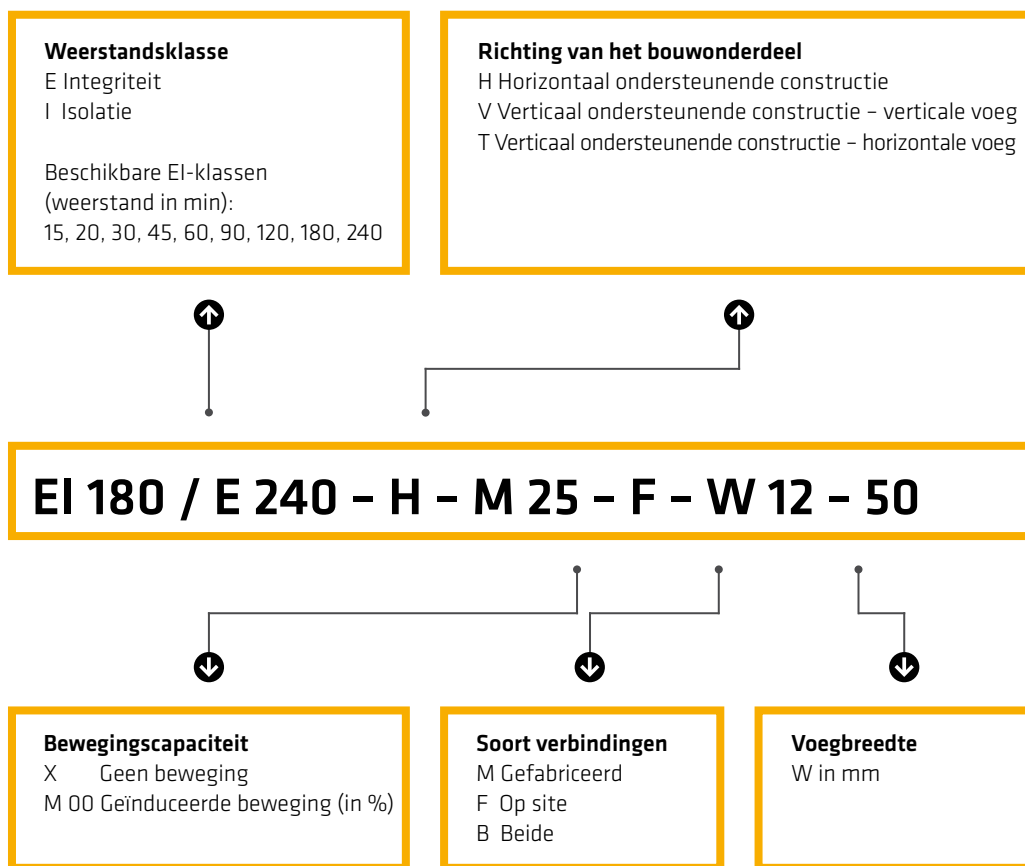 Weerstandsklasse
E Integriteit
I Isolatie
Beschikbare EI-klassen
(weerstand in min):
15, 20, 30, 45, 60, 90, 120, 180, 240
Richting van het bouwonderdeel
H Horizontaal ondersteunende constructie
V Verticaal ondersteunende constructie – verticale voeg
T Verticaal ondersteunende constructie – horizontale voeg
EI 180 / E 240 – H – M 25 – F – W 12 – 50
Bewegingscapaciteit
X Geen beweging
M 00 Geïnduceerde beweging (in %)
Soort verbindingen
M Gefabriceerd
F Op site
B Beide
Voegbreedte
W in mm